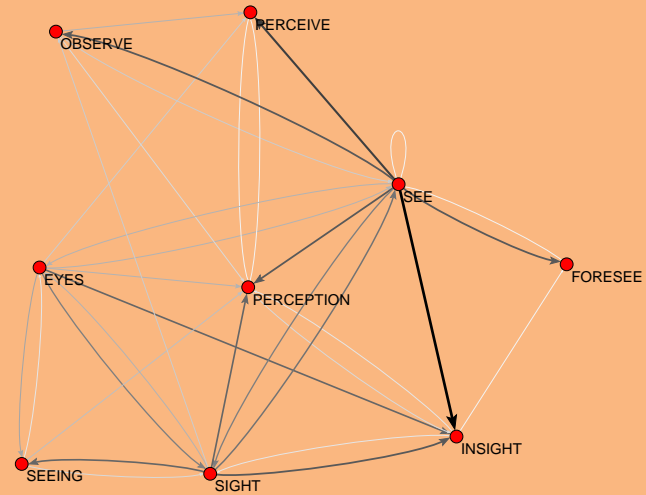 PERCEIVE
OBSERVE
SEE
FORESEE
EYES
PERCEPTION
INSIGHT
SEEING
SIGHT